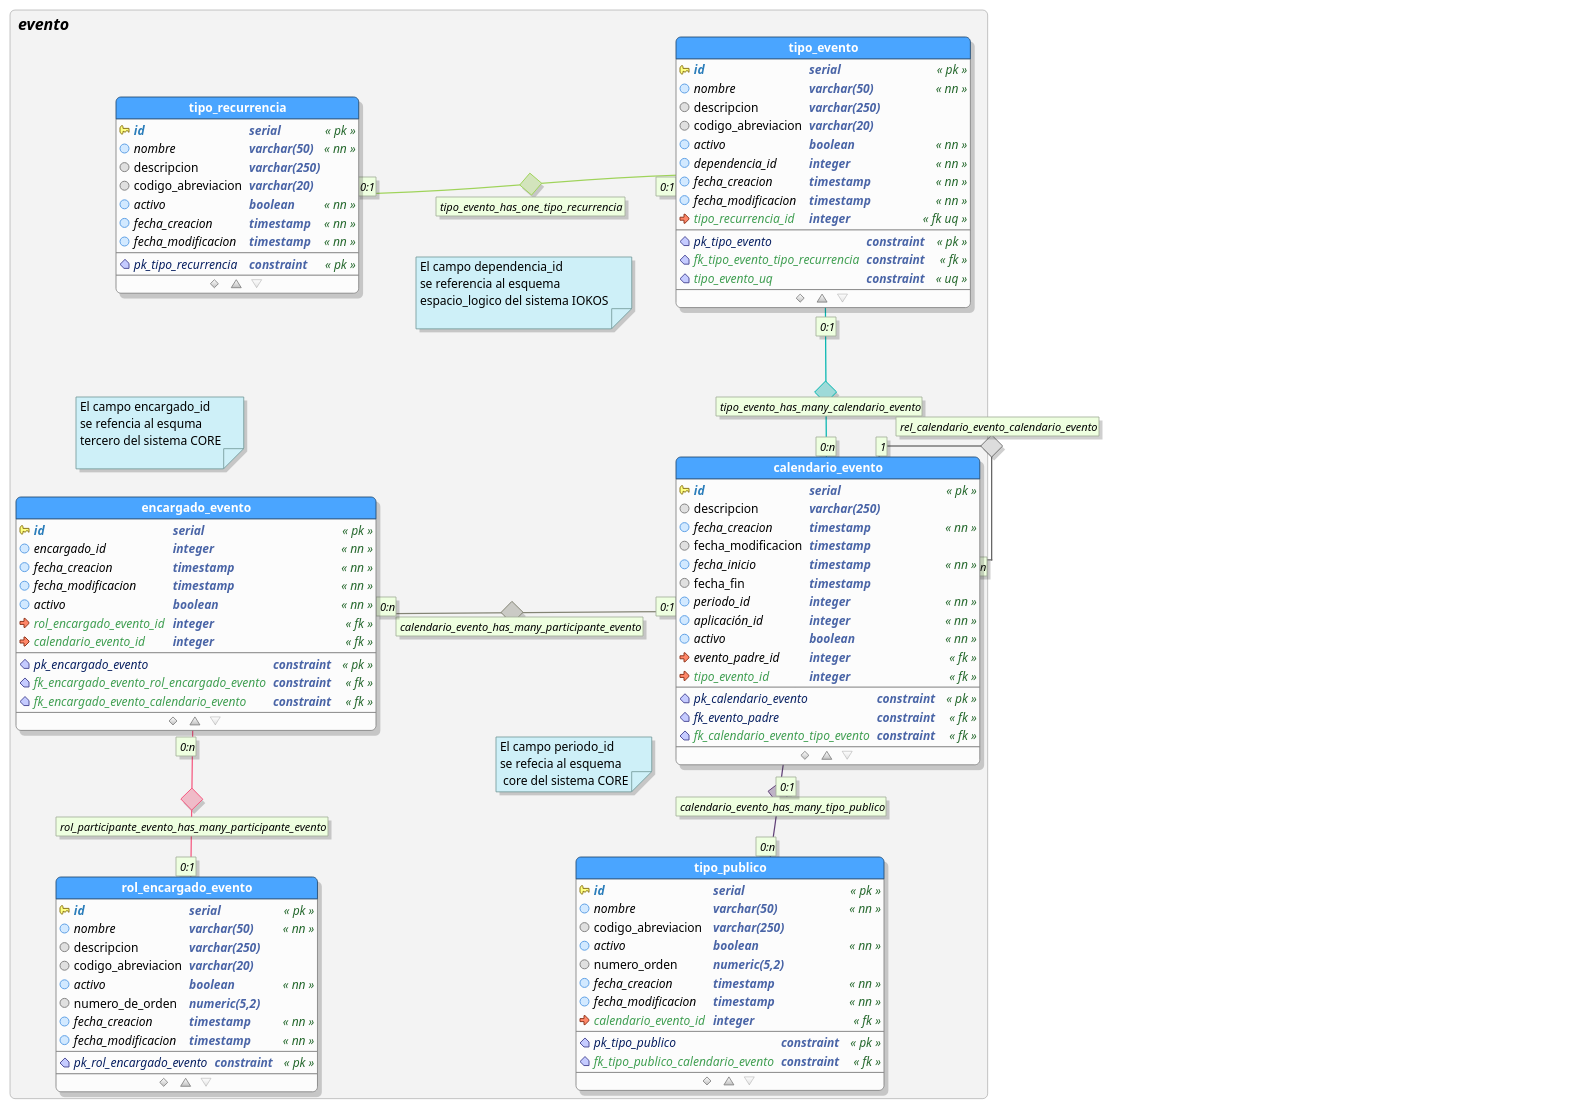 evento
tipo_evento
id serial « pk »
nombre varchar(50) « nn »
descripcion varchar(250)
codigo_abreviacion varchar(20)
activo boolean « nn »
dependencia_id integer « nn »
fecha_creacion timestamp « nn »
fecha_modificacion timestamp « nn »
tipo_recurrencia_id integer « fk uq »
pk_tipo_evento constraint « pk »
fk_tipo_evento_tipo_recurrencia constraint « fk »
tipo_evento_uq constraint « uq »
tipo_recurrencia
id serial « pk »
nombre varchar(50) « nn »
descripcion varchar(250)
codigo_abreviacion varchar(20)
activo boolean « nn »
fecha_creacion timestamp « nn »
fecha_modificacion timestamp « nn »
pk_tipo_recurrencia constraint « pk »
0:1
0:1
tipo_evento_has_one_tipo_recurrencia
El campo dependencia_id
se referencia al esquema
espacio_logico del sistema IOKOS
0:1
tipo_evento_has_many_calendario_evento
0:n
rel_calendario_evento_calendario_evento
1
n
El campo encargado_id
se refencia al esquma
tercero del sistema CORE
calendario_evento
id serial « pk »
descripcion varchar(250)
fecha_creacion timestamp « nn »
fecha_modificacion timestamp
fecha_inicio timestamp « nn »
fecha_fin timestamp
periodo_id integer « nn »
aplicación_id integer « nn »
activo boolean « nn »
evento_padre_id integer « fk »
tipo_evento_id integer « fk »
pk_calendario_evento constraint « pk »
fk_evento_padre constraint « fk »
fk_calendario_evento_tipo_evento constraint « fk »
encargado_evento
id serial « pk »
encargado_id integer « nn »
fecha_creacion timestamp « nn »
fecha_modificacion timestamp « nn »
activo boolean « nn »
rol_encargado_evento_id integer « fk »
calendario_evento_id integer « fk »
pk_encargado_evento constraint « pk »
fk_encargado_evento_rol_encargado_evento constraint « fk »
fk_encargado_evento_calendario_evento constraint « fk »
0:n
0:1
calendario_evento_has_many_participante_evento
El campo periodo_id
se refecia al esquema
core del sistema CORE
0:n
rol_participante_evento_has_many_participante_evento
0:1
0:1
calendario_evento_has_many_tipo_publico
0:n
rol_encargado_evento
id serial « pk »
nombre varchar(50) « nn »
descripcion varchar(250)
codigo_abreviacion varchar(20)
activo boolean « nn »
numero_de_orden numeric(5,2)
fecha_creacion timestamp « nn »
fecha_modificacion timestamp « nn »
pk_rol_encargado_evento constraint « pk »
tipo_publico
id serial « pk »
nombre varchar(50) « nn »
codigo_abreviacion varchar(250)
activo boolean « nn »
numero_orden numeric(5,2)
fecha_creacion timestamp « nn »
fecha_modificacion timestamp « nn »
calendario_evento_id integer « fk »
pk_tipo_publico constraint « pk »
fk_tipo_publico_calendario_evento constraint « fk »